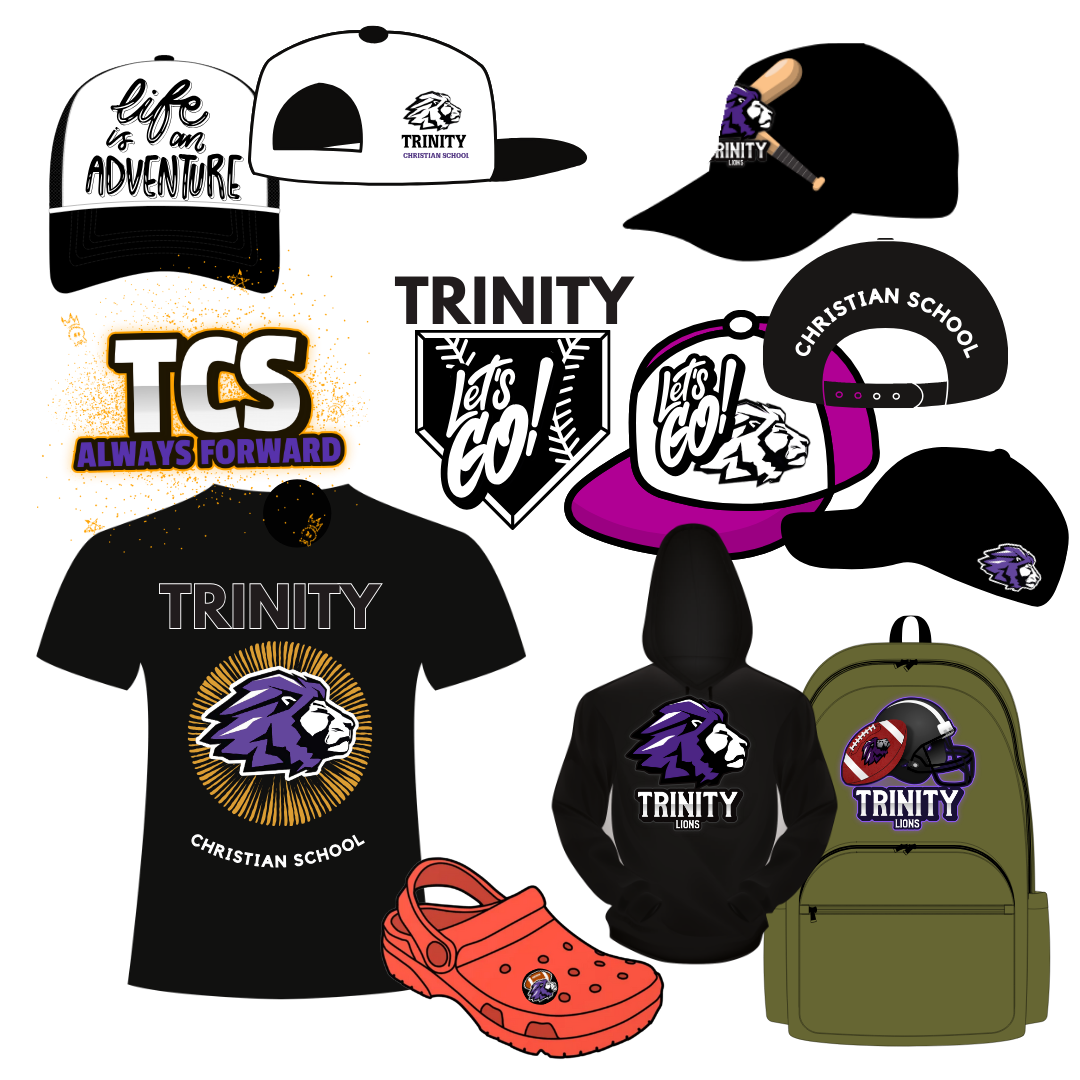 life
is an
ADVENTURE
TRINITY
CHRISTIAN SCHOOL
RINITY
LIONS
CHRISTIAN SCHOOL
TRINITY
Let's
GO!
Let's
GO!
TCS
ALWAYS FORWARD
TRINITY
CHRISTIAN SCHOOL
TRINITY
LIONS
TRINITY
LIONS